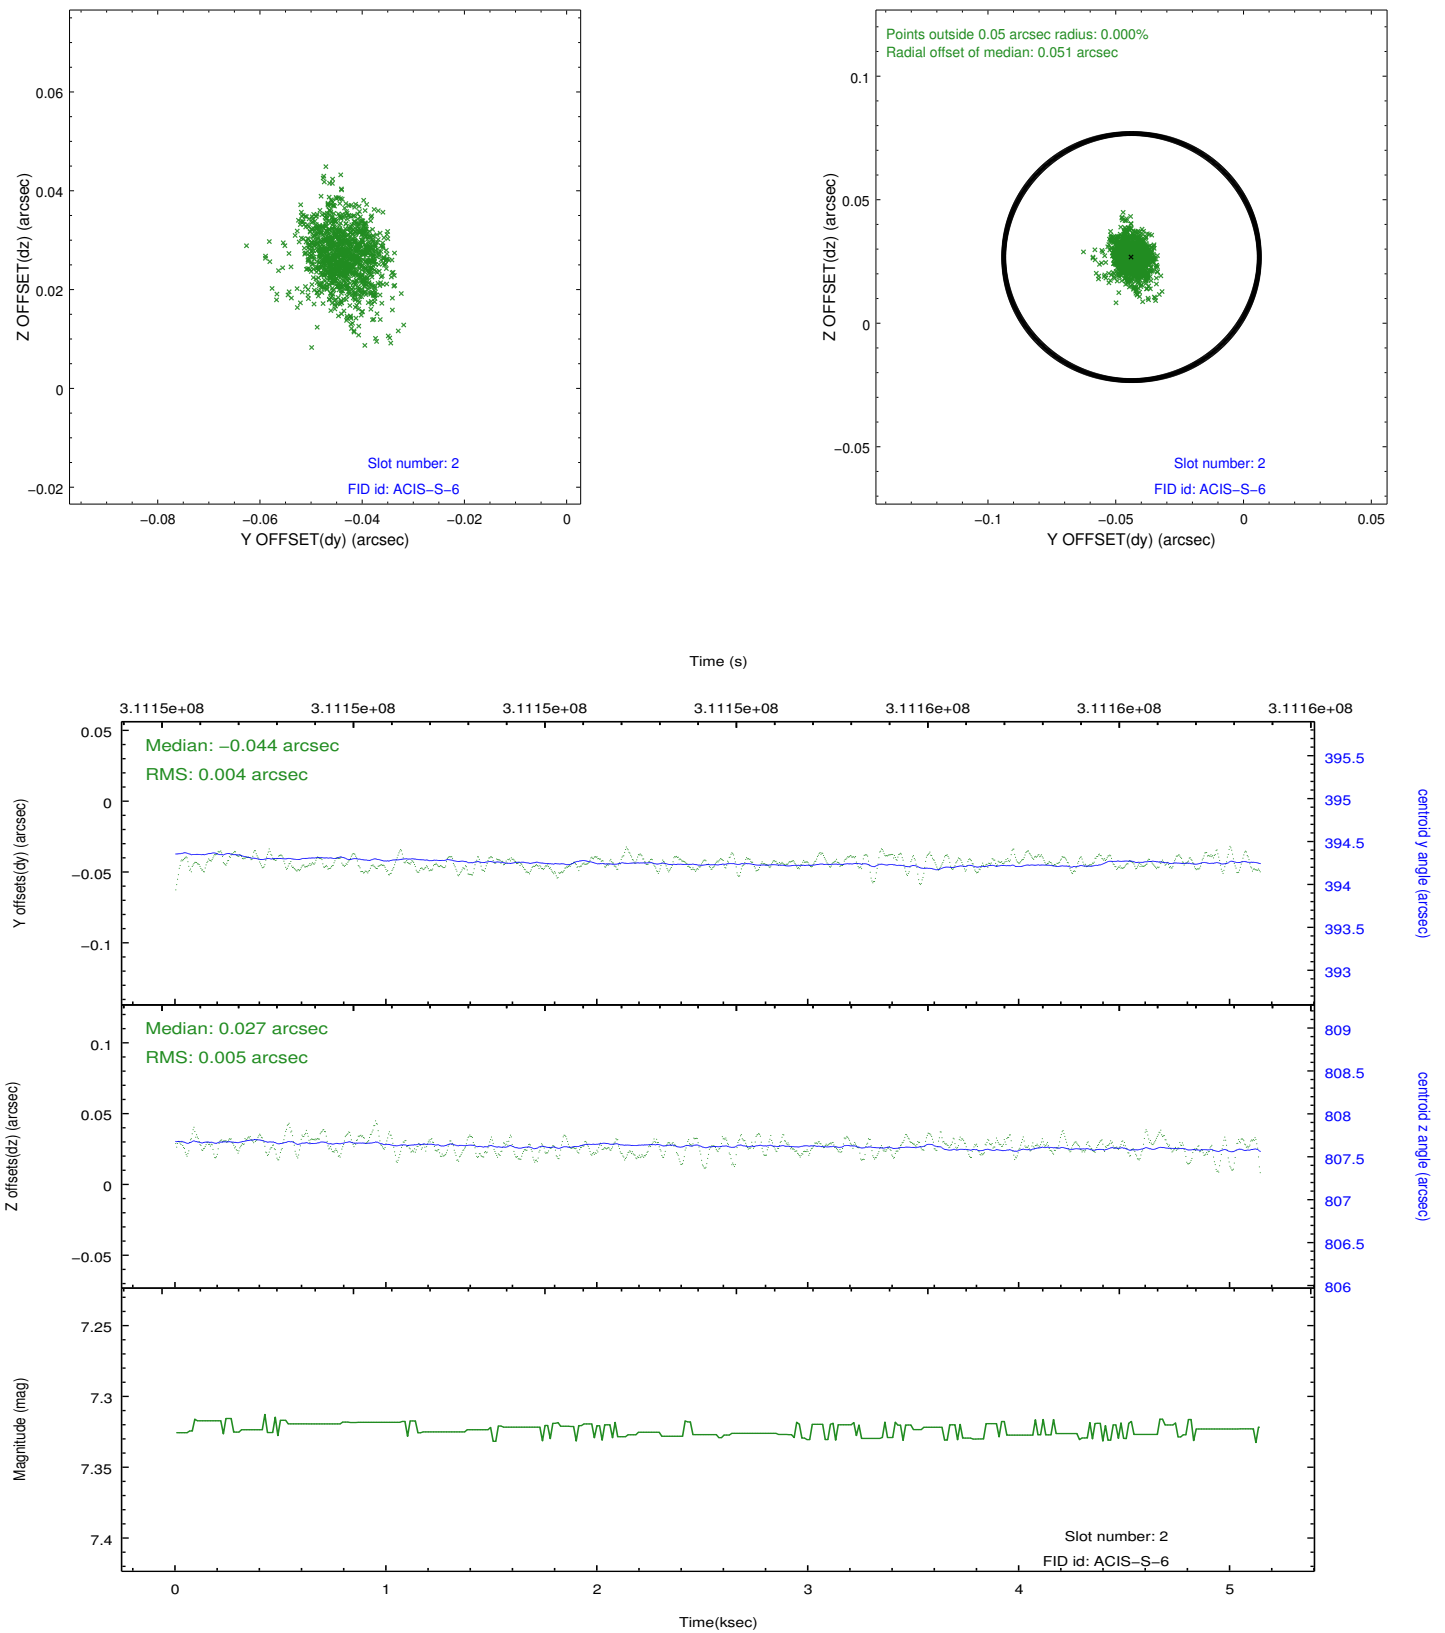 0.06
0.04
0.02
0
−0.02
Z OFFSET(dz) (arcsec)
Slot number: 2
FID id: ACIS−S−6
−0.08
−0.06
−0.04
−0.02
0
Y OFFSET(dy) (arcsec)
Points outside 0.05 arcsec radius: 0.000%
Radial offset of median: 0.051 arcsec
0.1
0.05
0
−0.05
Z OFFSET(dz) (arcsec)
Slot number: 2
FID id: ACIS−S−6
−0.1
−0.05
0
0.05
Y OFFSET(dy) (arcsec)
Time (s)
3.1115e+08
3.1115e+08
3.1115e+08
3.1115e+08
3.1116e+08
3.1116e+08
3.1116e+08
0.05
0
−0.05
−0.1
Y offsets(dy) (arcsec)
Median: −0.044 arcsec
RMS: 0.004 arcsec
395.5
395
394.5
394
393.5
393
centroid y angle (arcsec)
0.1
0.05
0
−0.05
Z offsets(dz) (arcsec)
Median: 0.027 arcsec
RMS: 0.005 arcsec
809
808.5
808
807.5
807
806.5
806
centroid z angle (arcsec)
7.25
7.3
7.35
7.4
Magnitude (mag)
Slot number: 2
FID id: ACIS−S−6
0
1
2
3
4
5
Time(ksec)